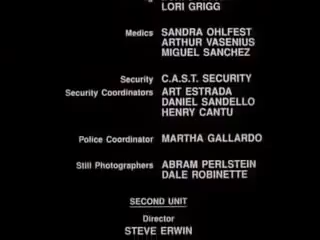 LORI GRIGG
Medics SANDRA OHLFEST
ARTHUR VASENIUS
MIGUEL SANCHEZ
Security C.A.S.T. SECURITY
Security Coordinators ART ESTRADA
DANIEL SANDELLO
HENRY CANTU
Police Coordinator MARTHA GALLARDO
Still Photographers ABRAM PERLSTEIN
DALE ROBINETTE
SECOND UNIT
Director
STEVE ERWIN